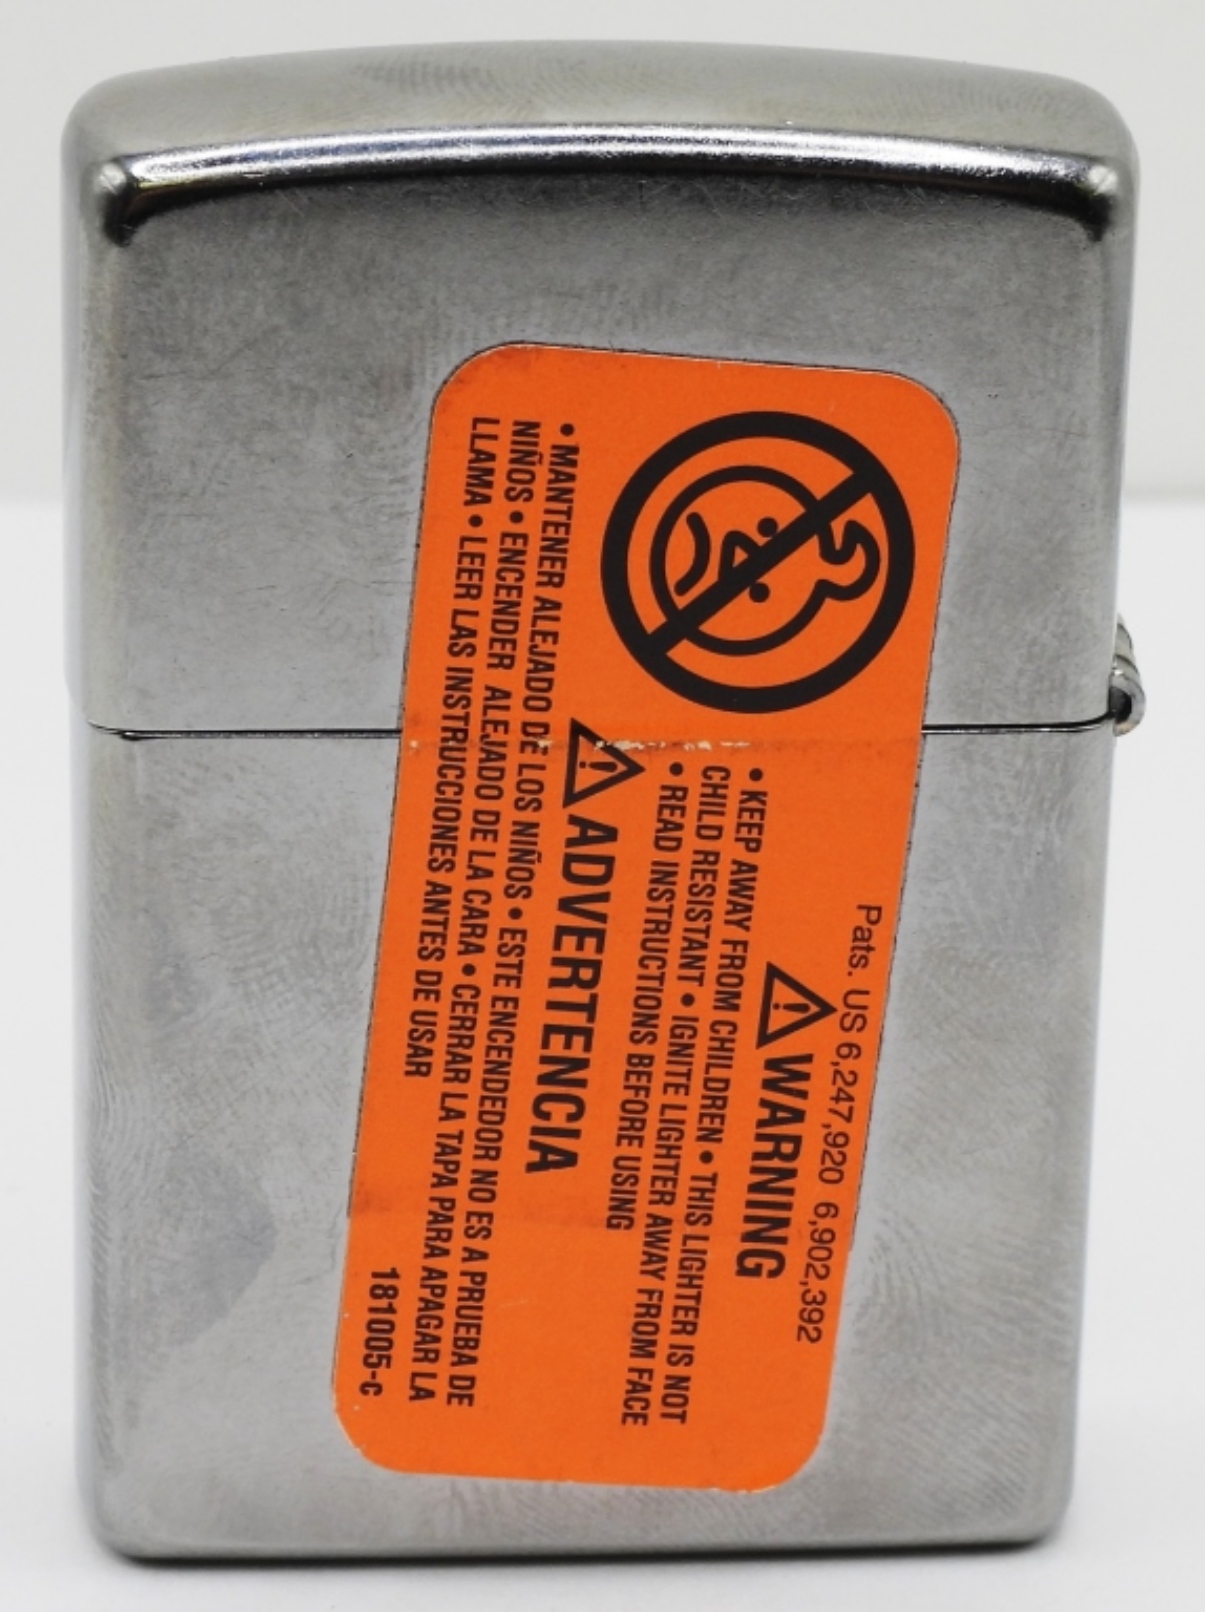 Pats. US 6,247,920 6,902,392
WARNING
• KEEP AWAY FROM CHILDREN • THIS LIGHTER IS NOT
CHILD RESISTANT • IGNITE LIGHTER AWAY FROM FACE
• READ INSTRUCTIONS BEFORE USING
ADVERTENCIA
• MANTENER ALEJADO DE LOS NIÑOS • ESTE ENCENDEDOR NO ES A PRUEBA DE
NIÑOS • ENCENDER ALEJADO DE LA CARA • CERRAR LA TAPA PARA APAGAR LA
LLAMA • LEER LAS INSTRUCCIONES ANTES DE USAR
181005-c